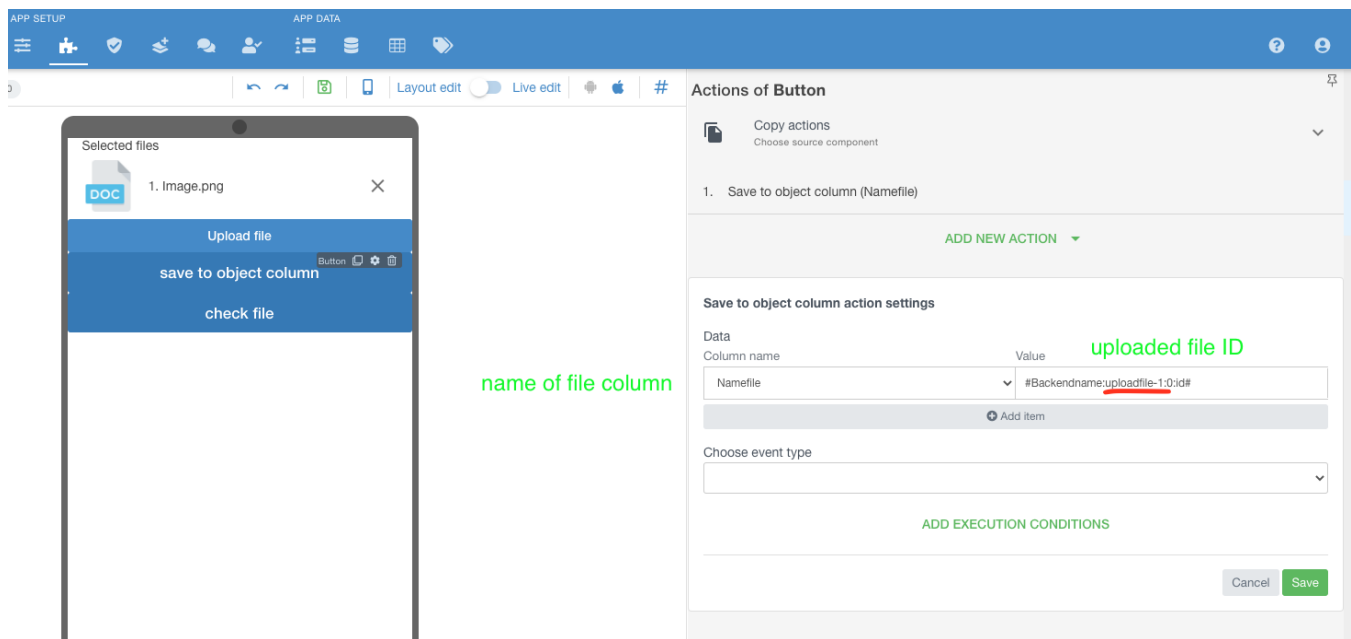 APP SETUP
APP DATA
Layout edit
Live edit
#
Actions of Button
Copy actions
Choose source component
1. Save to object column (Namefile)
ADD NEW ACTION
Selected files
DOC
1. Image.png
Upload file
Button
save to object column
check file
Save to object column action settings
Data
uploaded file ID
Column name
Value
name of file column
Namefile
#Backendname:uploadfile-1:0:id#
Add item
Choose event type
ADD EXECUTION CONDITIONS
Cancel
Save